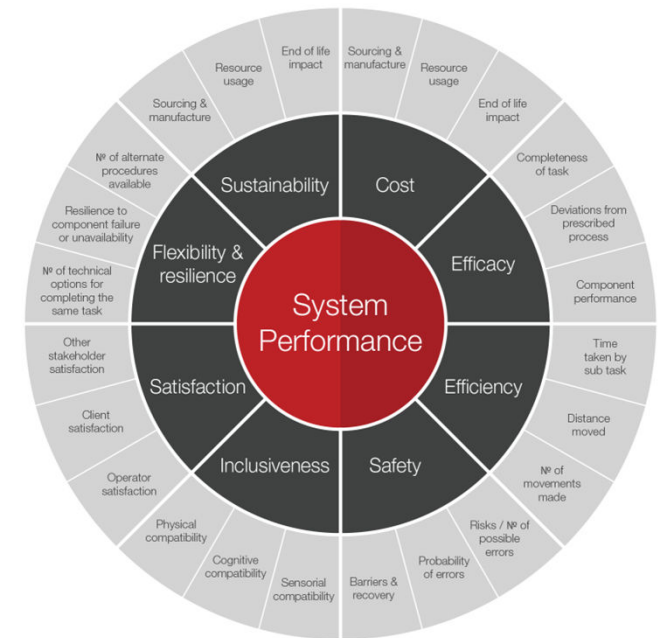 System
Performance
Cost
Efficacy
Efficiency
Safety
Inclusiveness
Satisfaction
Flexibility &
resilience
Sustainability
Sourcing &
manufacture
Resource
usage
End of life
impact
Completeness
of task
Deviations from
prescribed
process
Component
performance
Time
taken by
sub task
Distance
moved
№ of
movements
made
Risks / № of
possible
errors
Probability
of errors
Barriers &
recovery
Sensorial
compatibility
Cognitive
compatibility
Physical
compatibility
Operator
satisfaction
Client
satisfaction
Other
stakeholder
satisfaction
№ of technical
options for
completing the
same task
Resilience to
component failure
or unavailability
№ of alternate
procedures
available
Sourcing &
manufacture
Resource
usage
End of life
impact